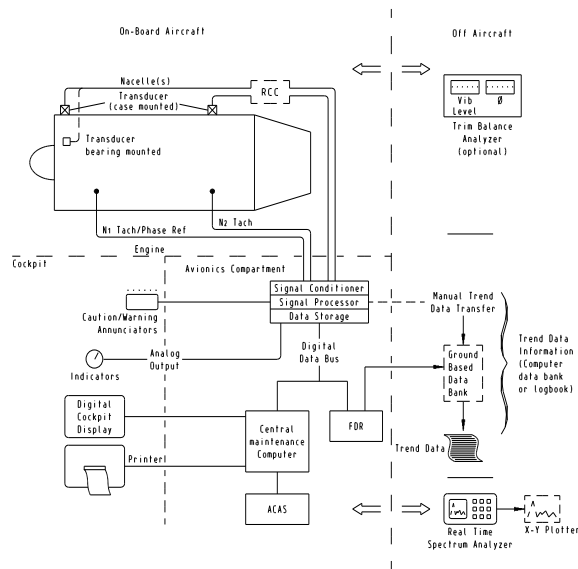 On-Board Aircraft
Off Aircraft
Nacelle(s)
Transducer
(case mounted)
RCC
Transducer
bearing mounted
N1 Tach/Phase Ref
N2 Tach
Vib
Level
Ø
Trim Balance
Analyzer
(optional)
Engine
Cockpit
Avionics Compartment
Signal Conditioner
Signal Processor
Data Storage
Caution/Warning
Annunciators
Analog
Output
Indicators
Digital
Data Bus
Manual Trend
Data Transfer
Ground
Based
Data
Bank
Trend Data
Information
(Computer
data bank
or logbook)
Digital
Cockpit
Display
Printer
Central
maintenance
Computer
FDR
Trend Data
ACAS
A
Real Time
Spectrum Analyzer
A
X-Y Plotter